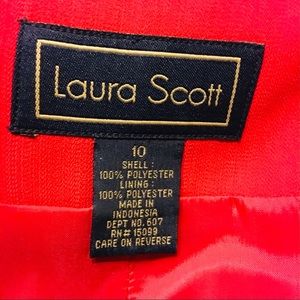 Laura Scott
10
SHELL:
100% POLYESTER
LINING:
100% POLYESTER
MADE IN
INDONESIA
DEPT NO. 607
RN# 15099
CARE ON REVERSE